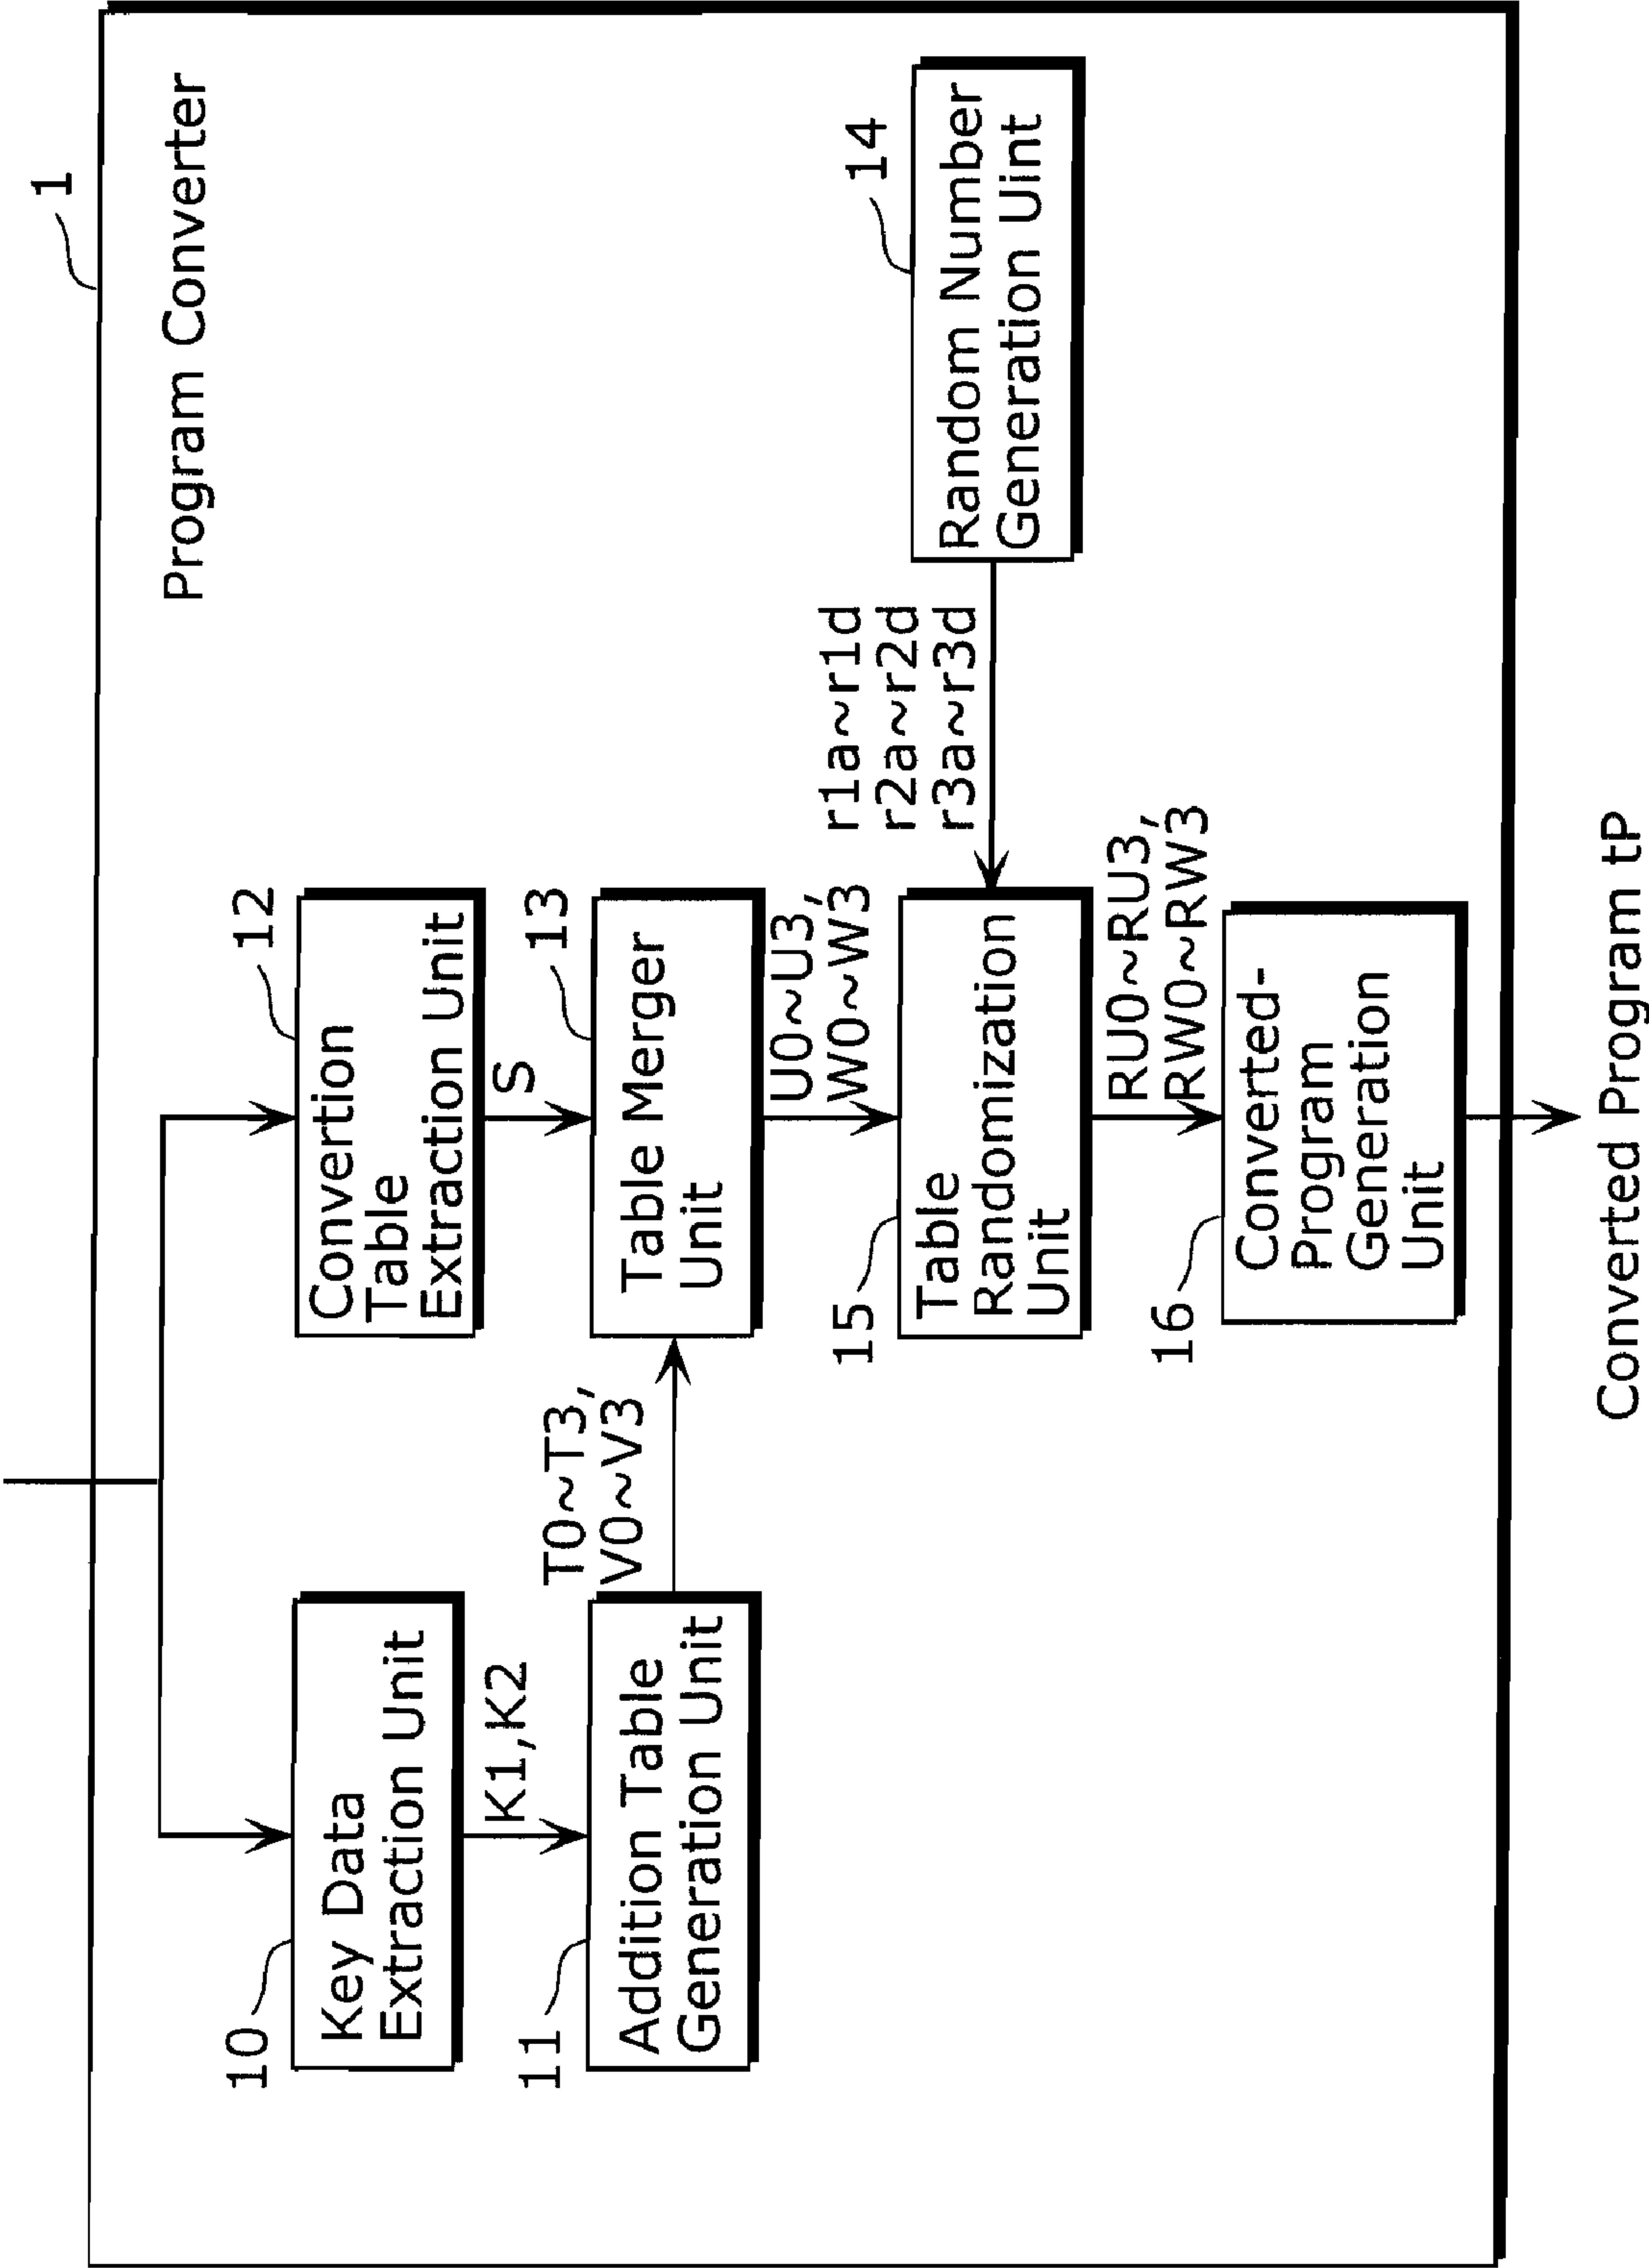 1
Program Converter
10
Key Data
Extraction Unit
12
Convertion
Table
Extraction Unit
K1,K2
S
11
Addition Table
Generation Unit
T0~T3,
V0~V3
13
Table Merger
Unit
U0~U3,
W0~W3
14
Random Number
Generation Uint
r1a~r1d
r2a~r2d
r3a~r3d
15
Table
Randomization
Unit
RU0~RU3,
RW0~RW3
16
Converted-
Program
Generation
Unit
Converted Program tP